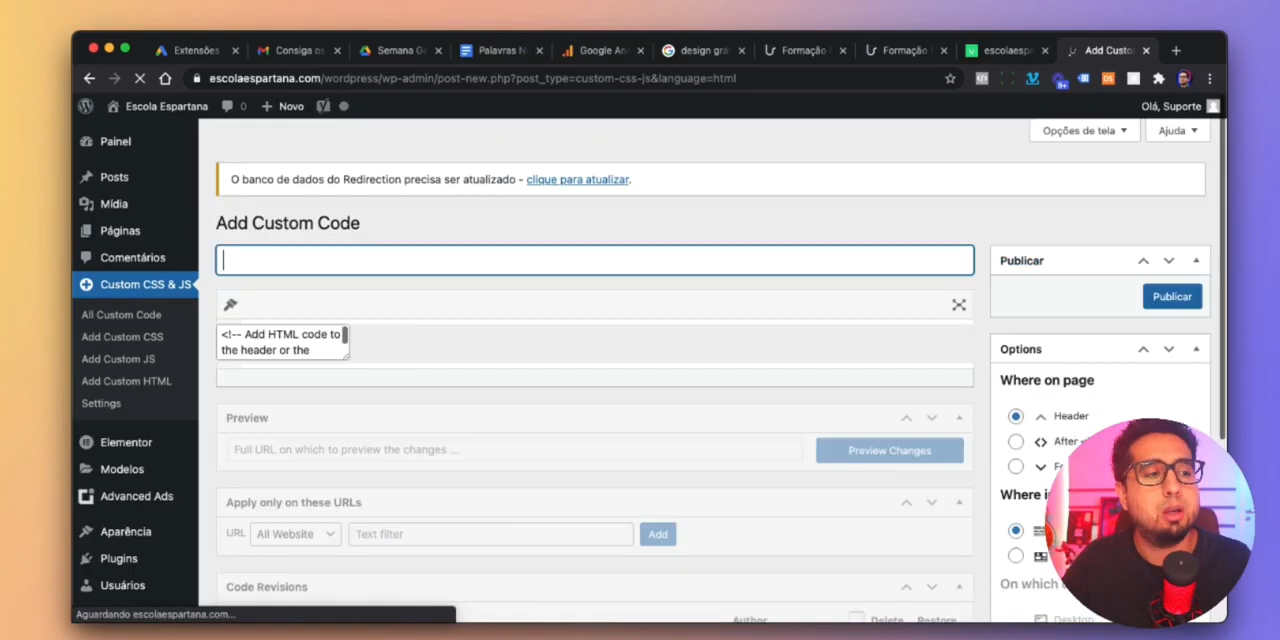 Extensões
Consiga os
Semana G
Palavras N
Google An
design grá
Formação
Formação
escolaesp
Add Custo
escolaespartana.com/wordpress/wp-admin/post-new.php?post_type=custom-css-js&language=html
9+
DS
Escola Espartana
0
Novo
Olá, Suporte
Opções de tela
Ajuda
Painel
Posts
Mídia
Páginas
Comentários
Custom CSS & JS
All Custom Code
Add Custom CSS
Add Custom JS
Add Custom HTML
Settings
Elementor
Modelos
Advanced Ads
Aparência
Plugins
Usuários
Aguardando escolaespartana.com...
O banco de dados do Redirection precisa ser atualizado - clique para atualizar.
Add Custom Code
<!-- Add HTML code to
the header or the
Preview
Full URL on which to preview the changes ...
Preview Changes
Apply only on these URLs
URL All Website Text filter Add
Code Revisions
Author Delete Restore
Publicar
Publicar
Options
Where on page
Header
After
Where i
On which
Desktop